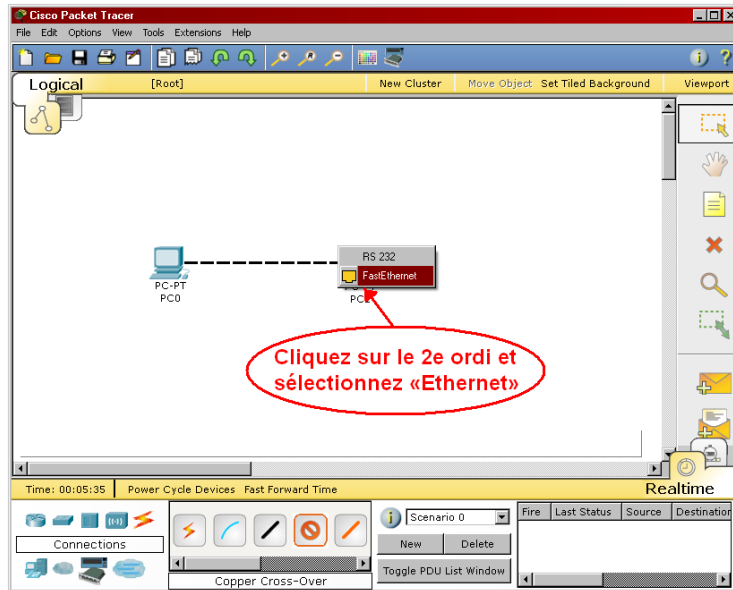 Cisco Packet Tracer
File Edit Options View Tools Extensions Help
Logical [Root] New Cluster Move Object Set Tiled Background Viewport
RS 232
FastEthernet
PC-PT
PC0
Cliquez sur le 2e ordi et
sélectionnez «Ethernet»
Time: 00:05:35 Power Cycle Devices Fast Forward Time Realtime
Connections
Copper Cross-Over
Scenario 0
New Delete
Toggle PDU List Window
Fire Last Status Source Destination